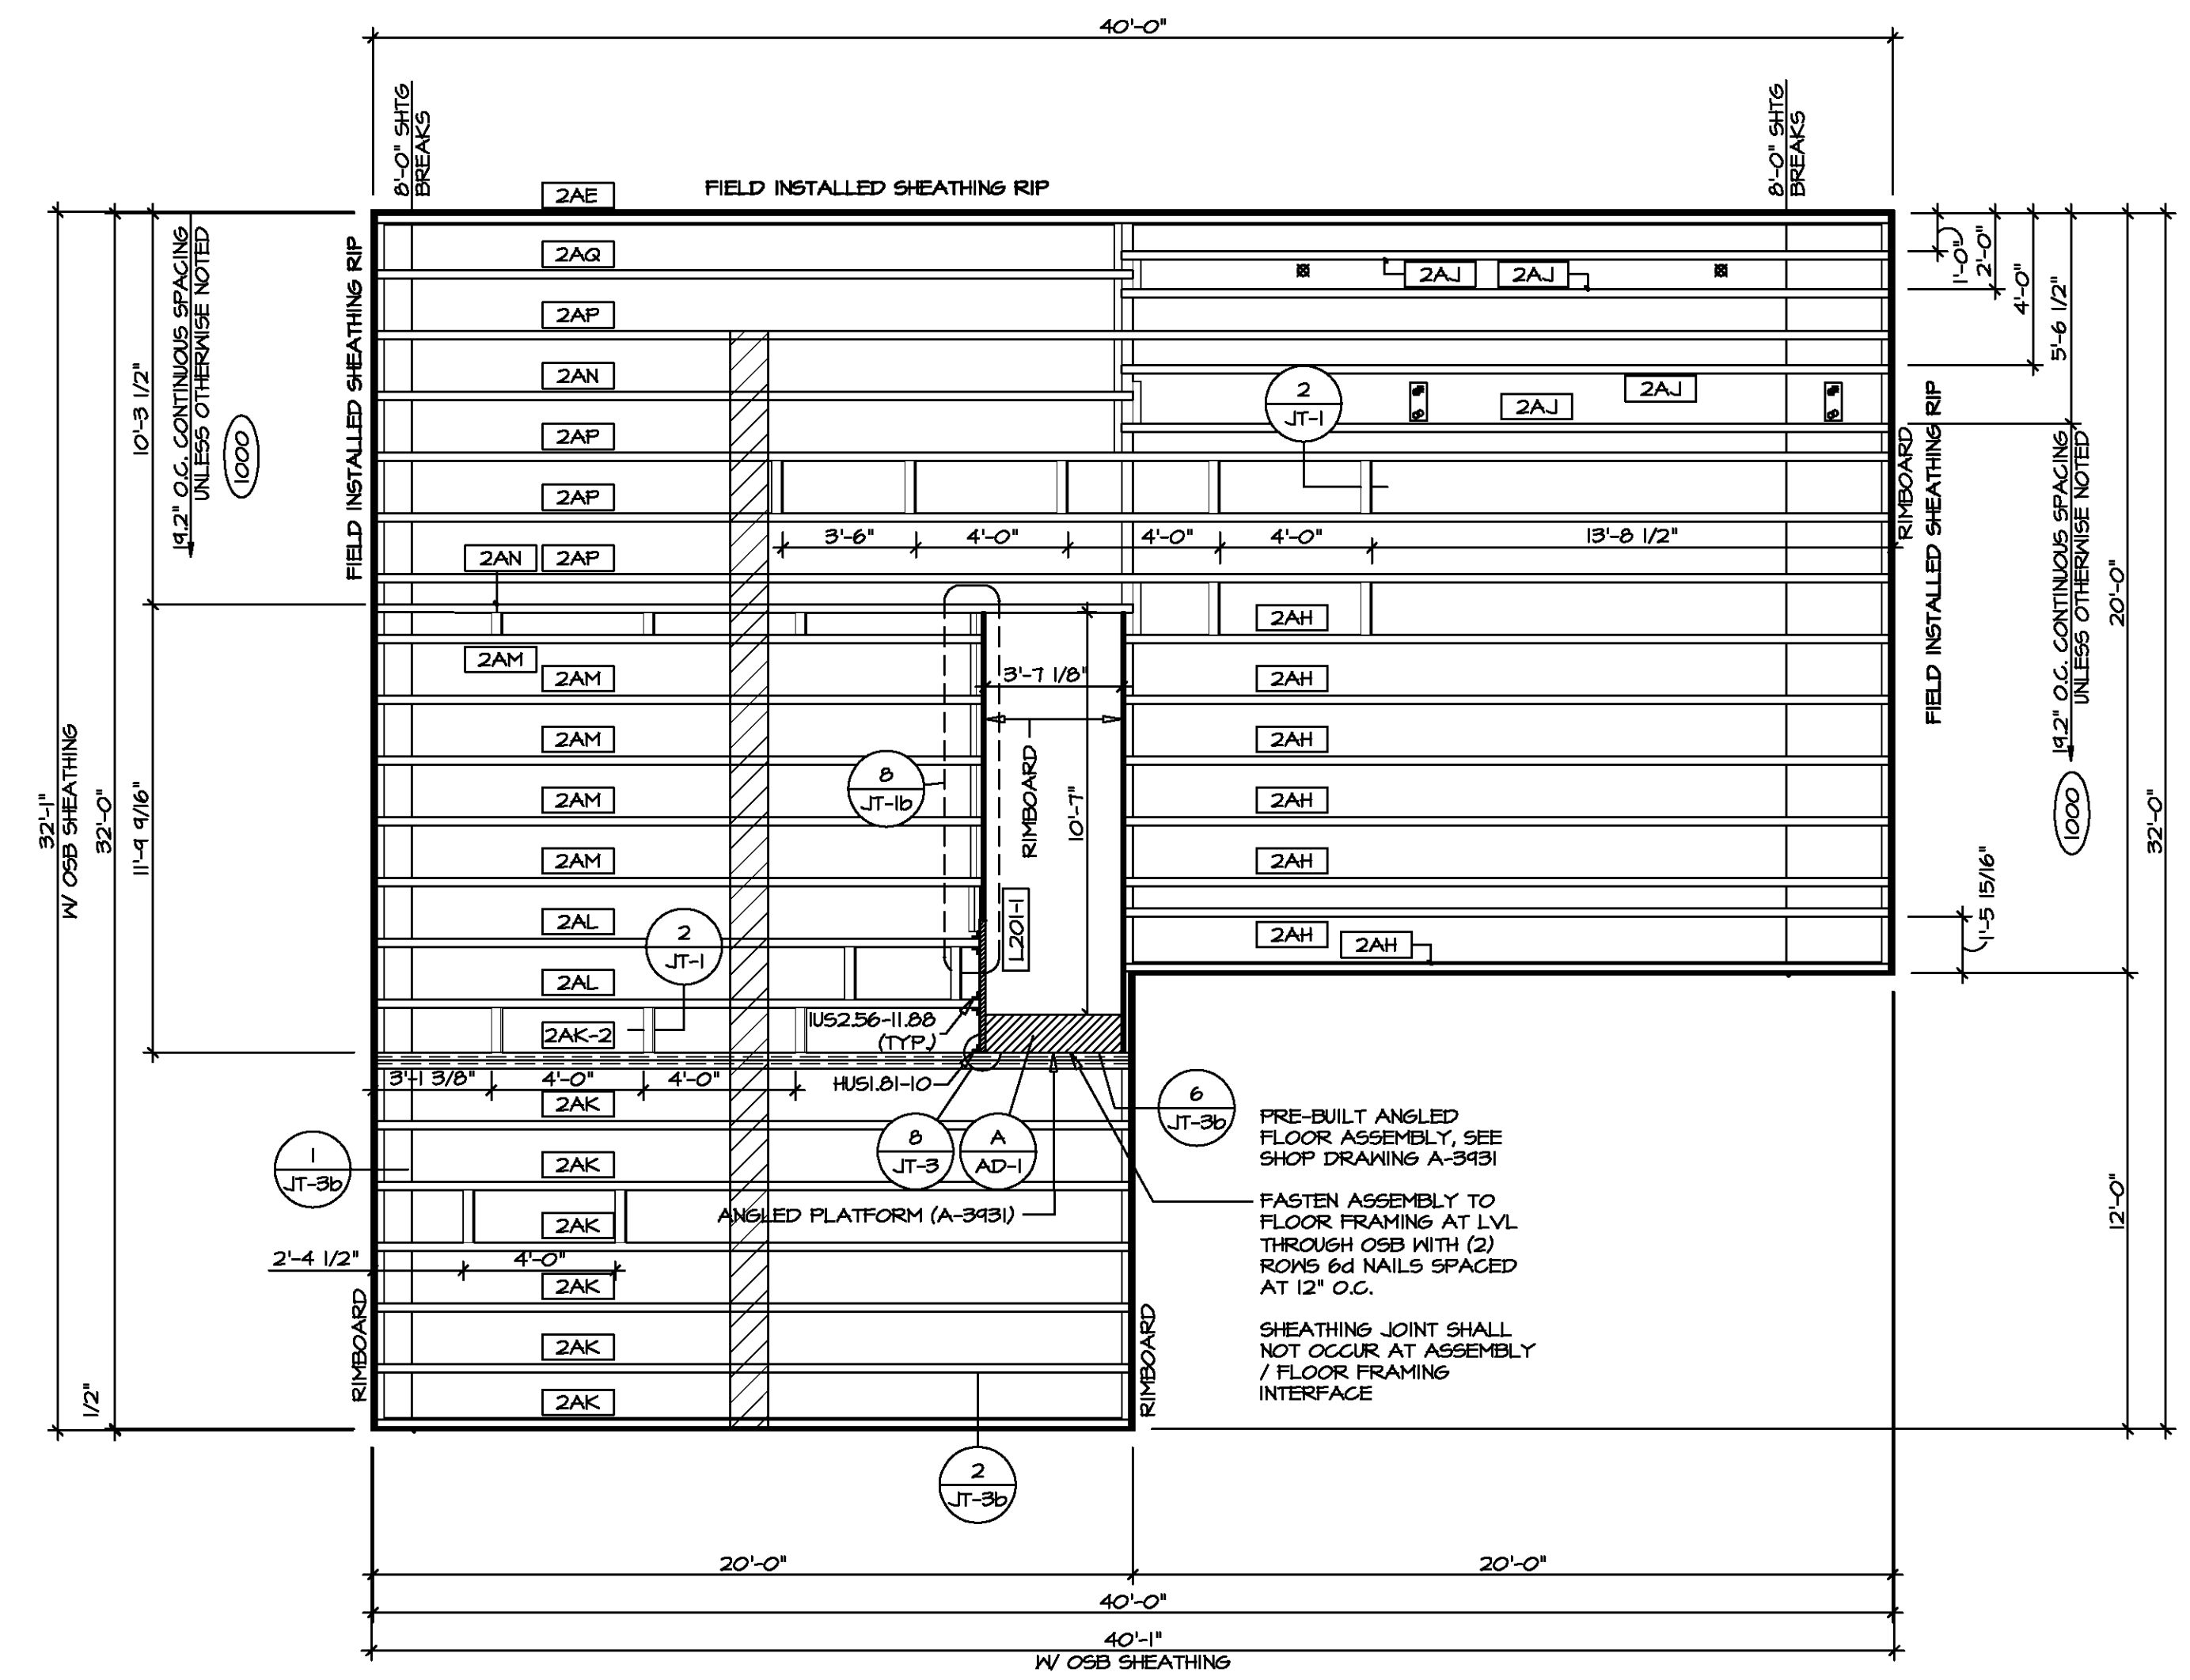 40'-0"
8'-0" SHTG
BREAKS
8'-0" SHTG
BREAKS
FIELD INSTALLED SHEATHING RIP
2AE
2AQ
2AP
2AN
2AP
2AP
2AN
2AP
2AM
2AM
2AM
2AM
2AM
2AL
2AL
2AK-2
2AK
2AK
2AK
2AK
2AK
2AK
32'-1"
W/ OSB SHEATHING
32'-0"
1/2"
10'-3 1/2"
11'-9 9/16"
19.2" O.C. CONTINUOUS SPACING
UNLESS OTHERWISE NOTED
1000
FIELD INSTALLED SHEATHING RIP
2AJ
2AJ
2AJ
2AJ
2
JT-1
3'-6"
4'-0"
4'-0"
4'-0"
13'-8 1/2"
2AH
2AH
2AH
2AH
2AH
2AH
2AH
3'-7 1/8"
RIMBOARD
10'-7"
L201-1
8
JT-1b
2
JT-1
IUS2.56-11.88
(TYP.)
HUS1.81-10
3'-1 3/8"
4'-0"
4'-0"
1
JT-3b
8
JT-3
A
AD-1
6
JT-3b
ANGLED PLATFORM (A-3931)
2'-4 1/2"
4'-0"
RIMBOARD
RIMBOARD
2
JT-3b
PRE-BUILT ANGLED
FLOOR ASSEMBLY, SEE
SHOP DRAWING A-3931
FASTEN ASSEMBLY TO
FLOOR FRAMING AT LVL
THROUGH OSB WITH (2)
ROWS 6d NAILS SPACED
AT 12" O.C.
SHEATHING JOINT SHALL
NOT OCCUR AT ASSEMBLY
/ FLOOR FRAMING
INTERFACE
RIMBOARD
FIELD INSTALLED SHEATHING RIP
1'-0"
2'-0"
4'-0"
5'-6 1/2"
19.2" O.C. CONTINUOUS SPACING
UNLESS OTHERWISE NOTED
1000
1'-5 15/16"
20'-0"
12'-0"
32'-0"
20'-0"
20'-0"
40'-0"
40'-1"
W/ OSB SHEATHING